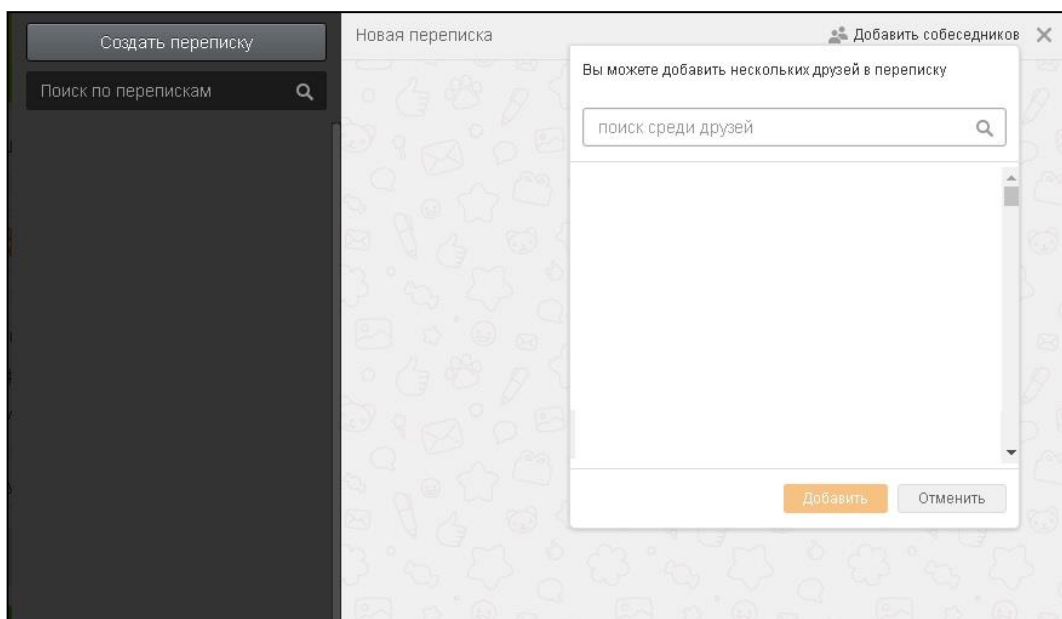 Создать переписку
Поиск по перепискам
Новая переписка
Добавить собеседников
Вы можете добавить нескольких друзей в переписку
поиск среди друзей
Добавить
Отменить